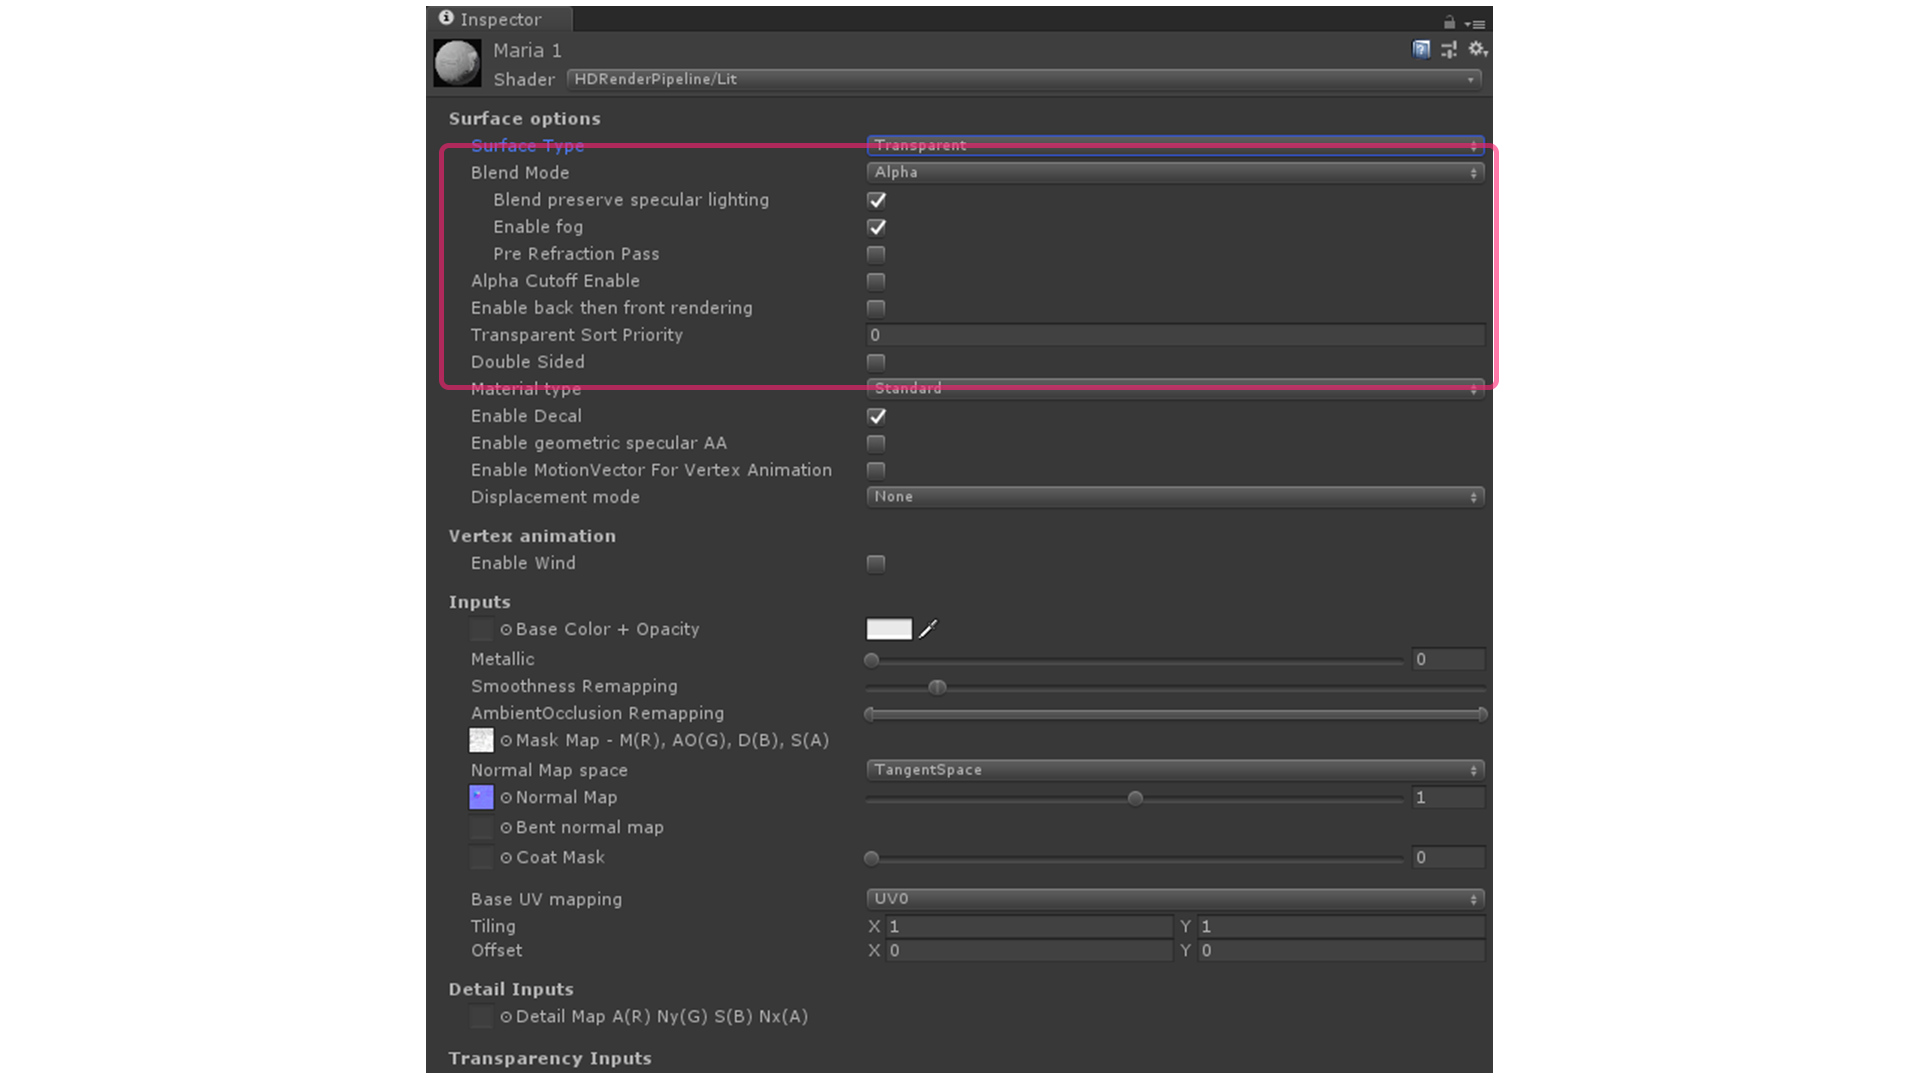 Inspector
Maria 1
Shader HDRenderPipeline/Lit
Surface options
Surface Type Transparent
Blend Mode Alpha
Blend preserve specular lighting
Enable fog
Pre Refraction Pass
Alpha Cutoff Enable
Enable back then front rendering
Transparent Sort Priority 0
Double Sided
Material type Standard
Enable Decal
Enable geometric specular AA
Enable MotionVector For Vertex Animation
Displacement mode None
Vertex animation
Enable Wind
Inputs
Base Color + Opacity
Metallic 0
Smoothness Remapping
AmbientOcclusion Remapping
Mask Map - M(R), AO(G), D(B), S(A)
Normal Map space TangentSpace
Normal Map 1
Bent normal map
Coat Mask 0
Base UV mapping UV0
Tiling X 1 Y 1
Offset X 0 Y 0
Detail Inputs
Detail Map A(R) Ny(G) S(B) Nx(A)
Transparency Inputs